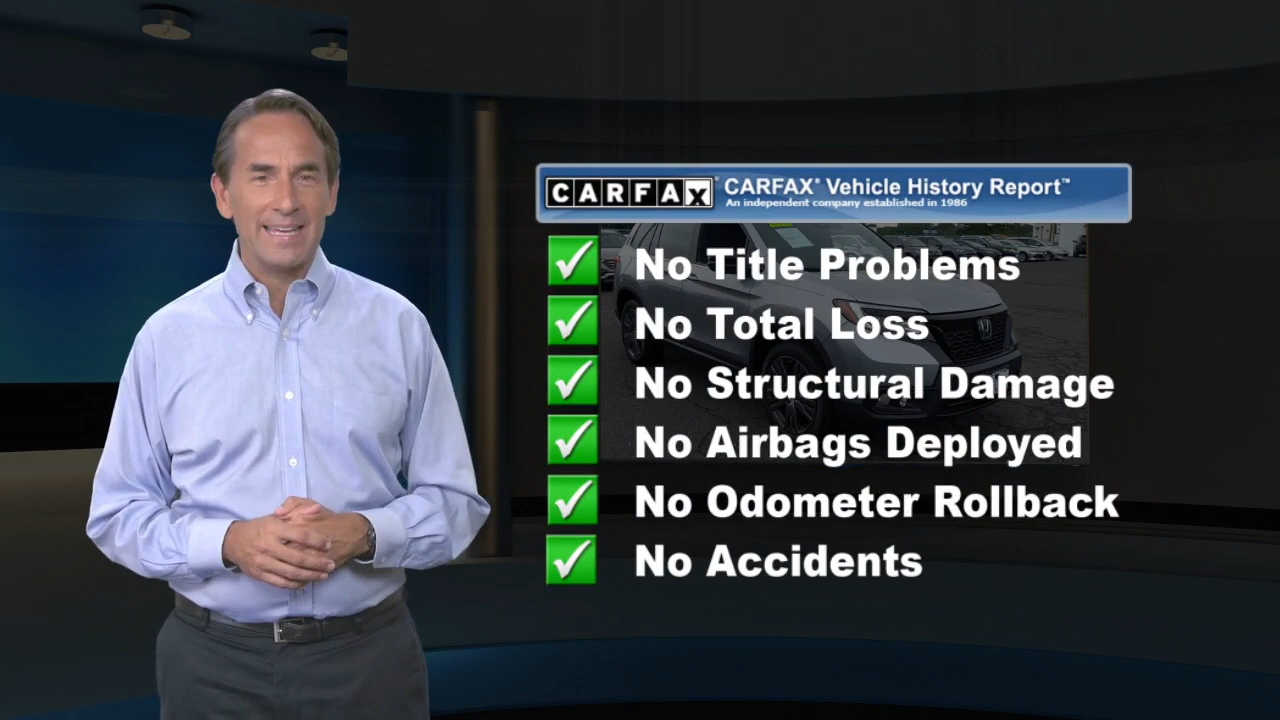 CARFAX® CARFAX® Vehicle History Report™
An independent company established in 1986
No Title Problems
No Total Loss
No Structural Damage
No Airbags Deployed
No Odometer Rollback
No Accidents